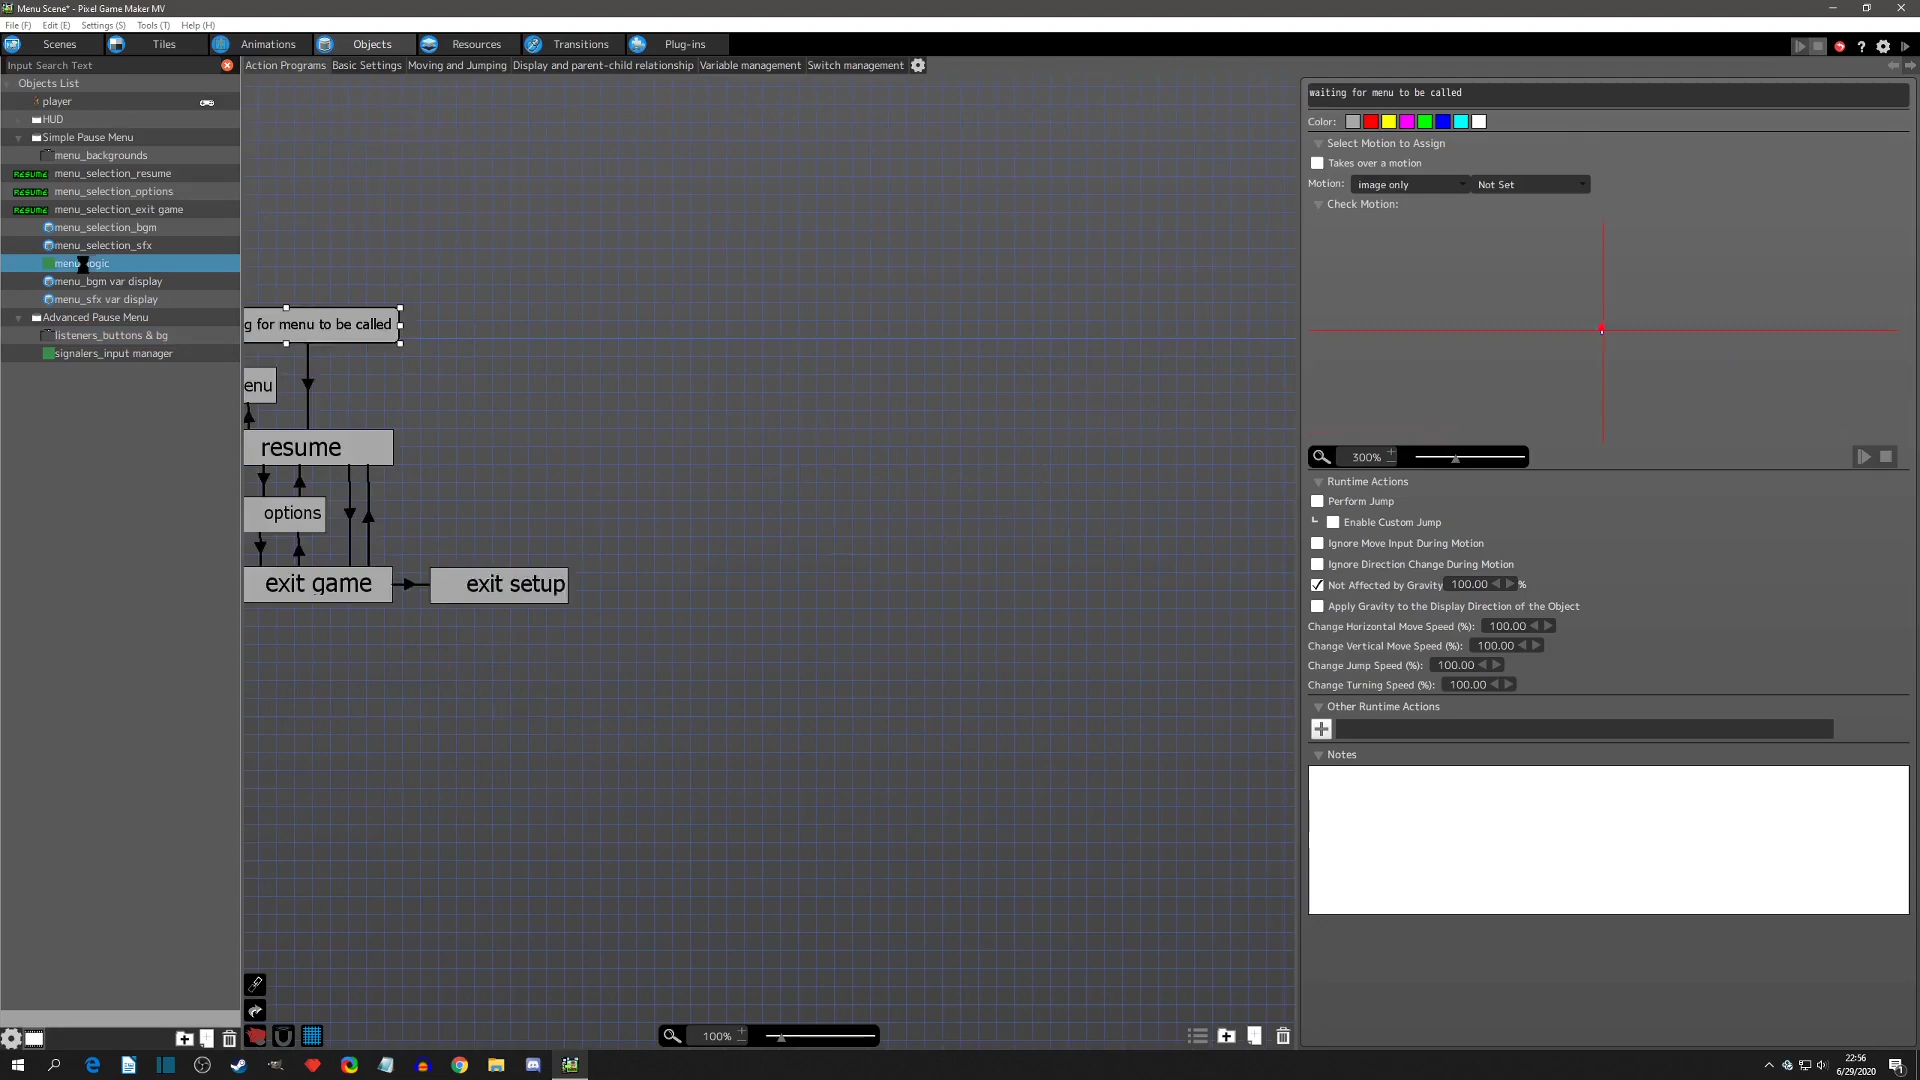 Menu Scene* - Pixel Game Maker MV
File (F) Edit (E) Settings (S) Tools (T) Help (H)
Scenes Tiles Animations Objects Resources Transitions Plug-ins
Input Search Text
Action Programs Basic Settings Moving and Jumping Display and parent-child relationship Variable management Switch management
Objects List
player
HUD
Simple Pause Menu
menu_backgrounds
RESUME menu_selection_resume
RESUME menu_selection_options
RESUME menu_selection_exit game
menu_selection_bgm
menu_selection_sfx
menu ogic
menu_bgm var display
menu_sfx var display
Advanced Pause Menu
listeners_buttons & bg
signalers_input manager
g for menu to be called
enu
resume
options
exit game
exit setup
100%
waiting for menu to be called
Color:
Select Motion to Assign
Takes over a motion
Motion: image only Not Set
Check Motion:
300%
Runtime Actions
Perform Jump
Enable Custom Jump
Ignore Move Input During Motion
Ignore Direction Change During Motion
Not Affected by Gravity 100.00 %
Apply Gravity to the Display Direction of the Object
Change Horizontal Move Speed (%): 100.00
Change Vertical Move Speed (%): 100.00
Change Jump Speed (%): 100.00
Change Turning Speed (%): 100.00
Other Runtime Actions
Notes
22:56
6/29/2020